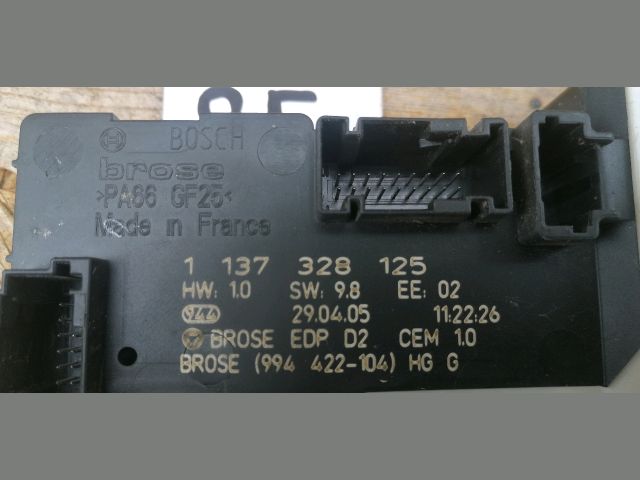 BOSCH
brose
>PA66 GF25<
Made in France
1 137 328 125
HW: 1.0 SW: 9.8 EE: 02
944 29.04.05 11:22:26
BROSE EDP D2 CEM 1.0
BROSE (994 422-104) HG G